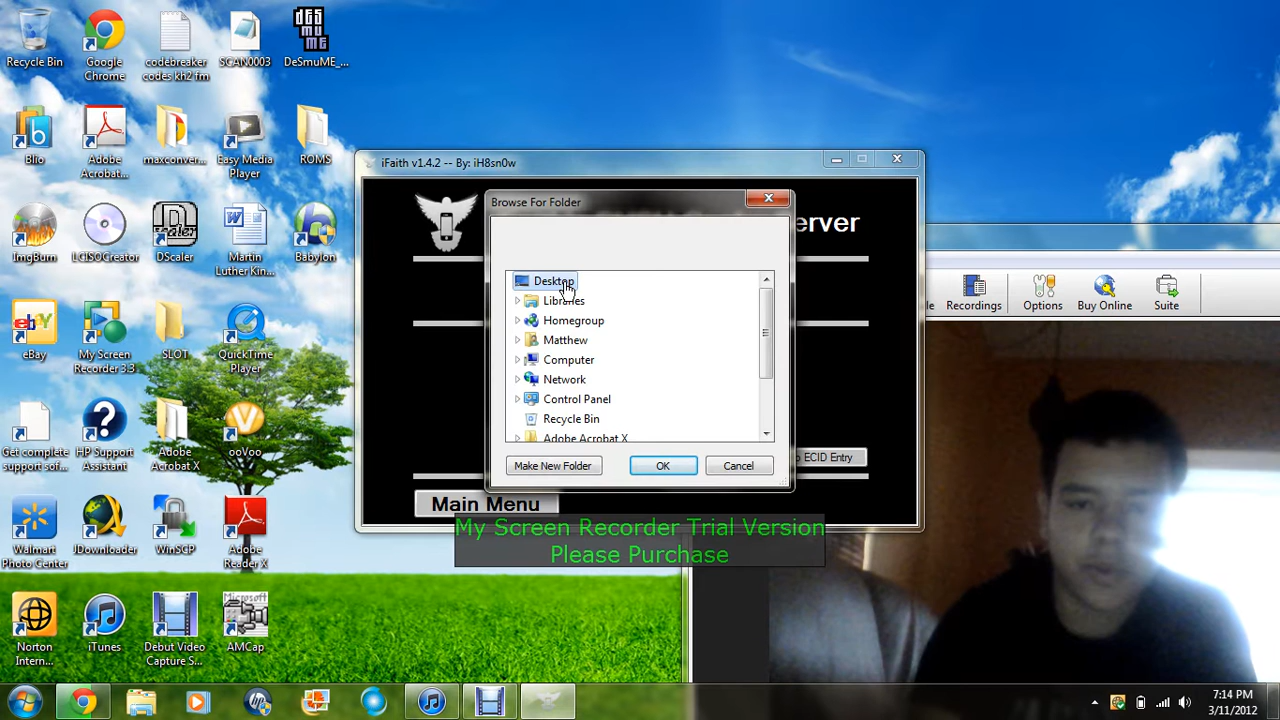 Recycle Bin
Google
Chrome
codebreaker
codes kh2 fm
SCAN0003
DeSmuME_...
Blio
Adobe
Acrobat...
maxconver...
Easy Media
Player
ROMS
ImgBurn
LCISOCreator
DScaler
Martin
Luther Kin...
Babylon
eBay
My Screen
Recorder 3.3
SLOT
QuickTime
Player
Get complete
support sof...
HP Support
Assistant
Adobe
Acrobat X
ooVoo
Walmart
Photo Center
JDownloader
WinSCP
Adobe
Reader X
Norton
Intern...
iTunes
Debut Video
Capture S...
AMCap
iFaith v1.4.2 -- By: iH8sn0w
erver
Browse For Folder
Desktop
Libraries
Homegroup
Matthew
Computer
Network
Control Panel
Recycle Bin
Adobe Acrobat X
Make New Folder
OK
Cancel
ECID Entry
Main Menu
My Screen Recorder Trial Version
Please Purchase
Recordings
Options
Buy Online
Suite
7:14 PM
3/11/2012